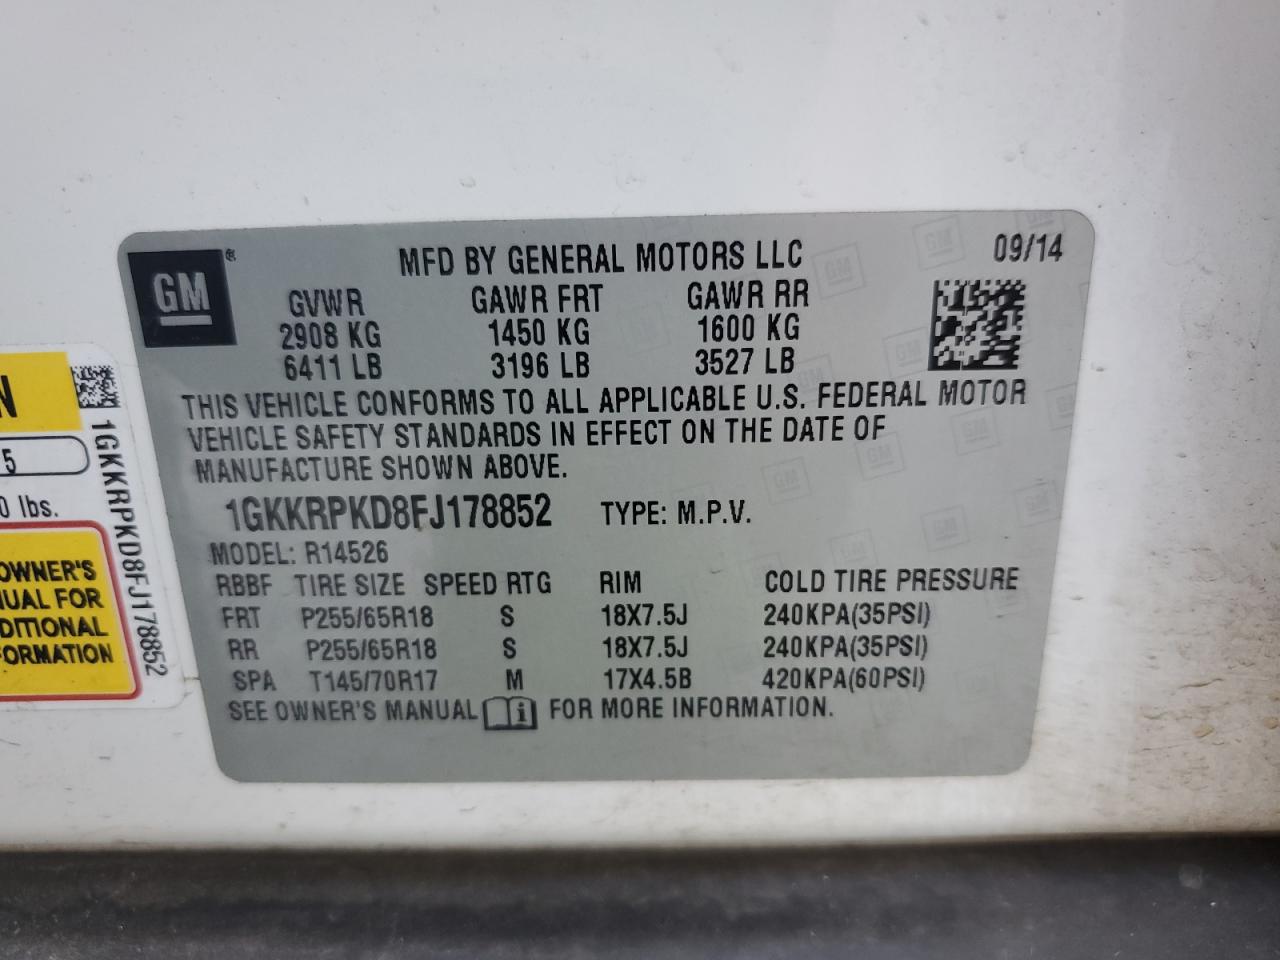 GM ®
MFD BY GENERAL MOTORS LLC 09/14
GVWR GAWR FRT GAWR RR
2908 KG 1450 KG 1600 KG
6411 LB 3196 LB 3527 LB
THIS VEHICLE CONFORMS TO ALL APPLICABLE U.S. FEDERAL MOTOR
VEHICLE SAFETY STANDARDS IN EFFECT ON THE DATE OF
MANUFACTURE SHOWN ABOVE.
1GKKRPKD8FJ178852 TYPE: M.P.V.
MODEL: R14526
RBBF TIRE SIZE SPEED RTG RIM COLD TIRE PRESSURE
FRT P255/65R18 S 18X7.5J 240KPA(35PSI)
RR P255/65R18 S 18X7.5J 240KPA(35PSI)
SPA T145/70R17 M 17X4.5B 420KPA(60PSI)
SEE OWNER'S MANUAL i FOR MORE INFORMATION.
N
5
0 lbs.
OWNER'S
UAL FOR
DITIONAL
ORMATION
1GKKRPKD8FJ178852